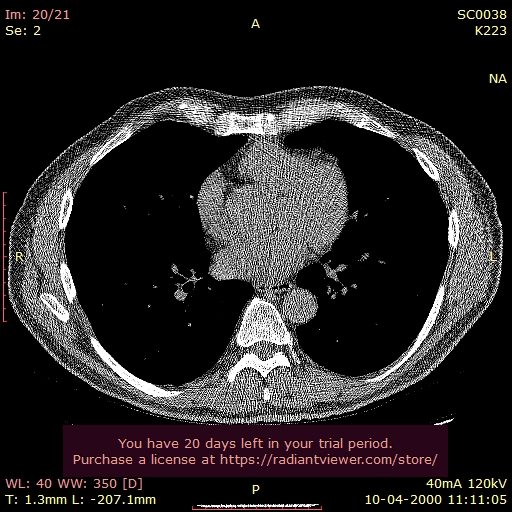 Im: 20/21
Se: 2
A
SC0038
K223
NA
R
L
You have 20 days left in your trial period.
Purchase a license at https://radiantviewer.com/store/
WL: 40 WW: 350 [D]
T: 1.3mm L: -207.1mm
P
40mA 120kV
10-04-2000 11:11:05